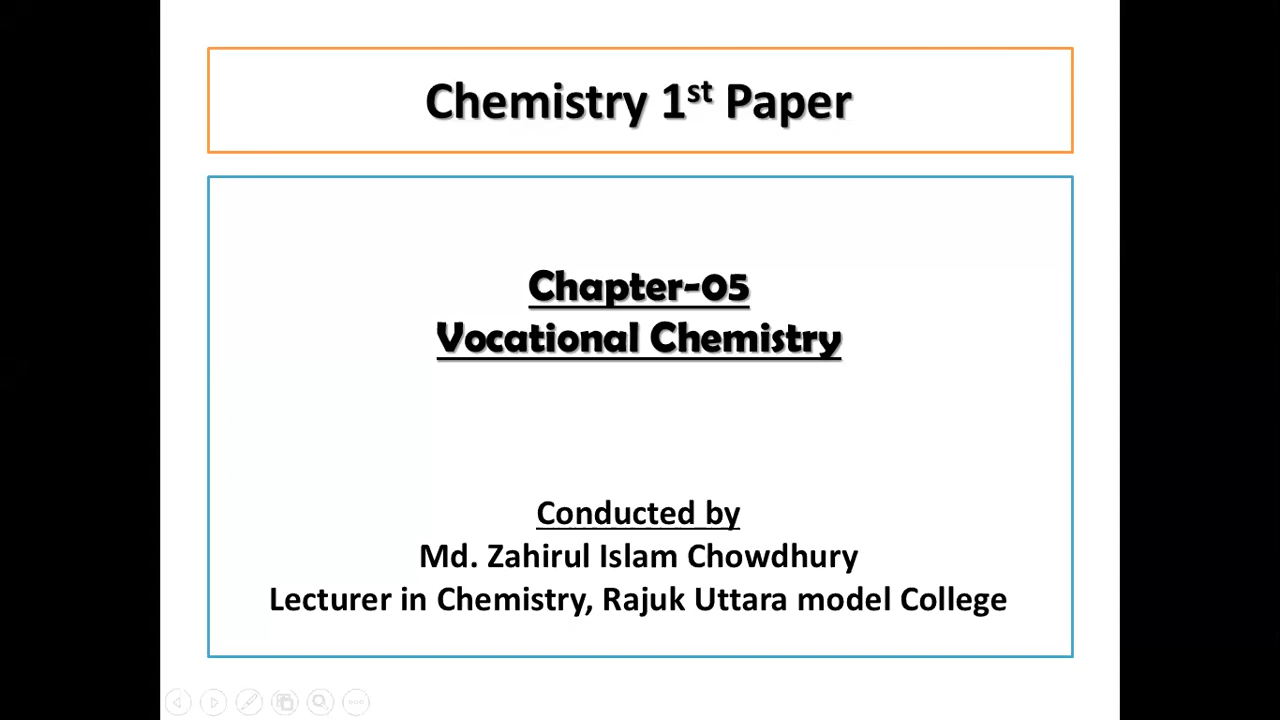 Chemistry 1st Paper
Chapter-05
Vocational Chemistry
Conducted by
Md. Zahirul Islam Chowdhury
Lecturer in Chemistry, Rajuk Uttara model College